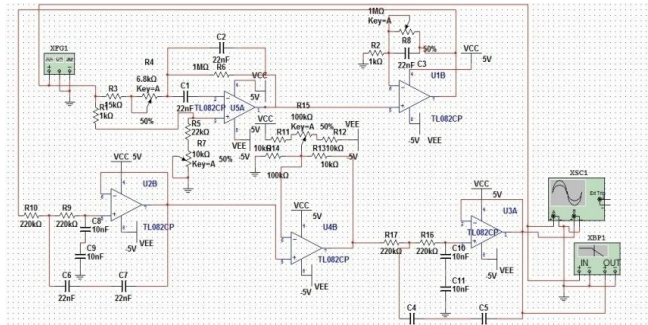 XFG1
R4
6.8kΩ
Key=A
50%
R3
15kΩ
R1
1kΩ
C2
22nF
1MΩ
R6
C1
22nF
TL082CP
U5A
VCC
5V
VEE
-5V
R5
22kΩ
R7
10kΩ
Key=A
50%
1MΩ
Key=A
R8
50%
R2
1kΩ
22nF
C3
VCC
5V
U1B
TL082CP
VEE
-5V
R15
100kΩ
Key=A
50%
VCC
5V
R11
10kΩ
R12
10kΩ
VEE
-5V
R14
100kΩ
R13
10kΩ
VCC
5V
U2B
TL082CP
VEE
-5V
R10
220kΩ
R9
220kΩ
C8
10nF
C9
10nF
C6
22nF
C7
22nF
U4B
TL082CP
VEE
-5V
R17
220kΩ
R16
220kΩ
VCC
5V
U3A
TL082CP
VEE
-5V
C10
10nF
C11
10nF
C4
C5
XSC1
Ext Trig
A
B
XBP1
IN
OUT